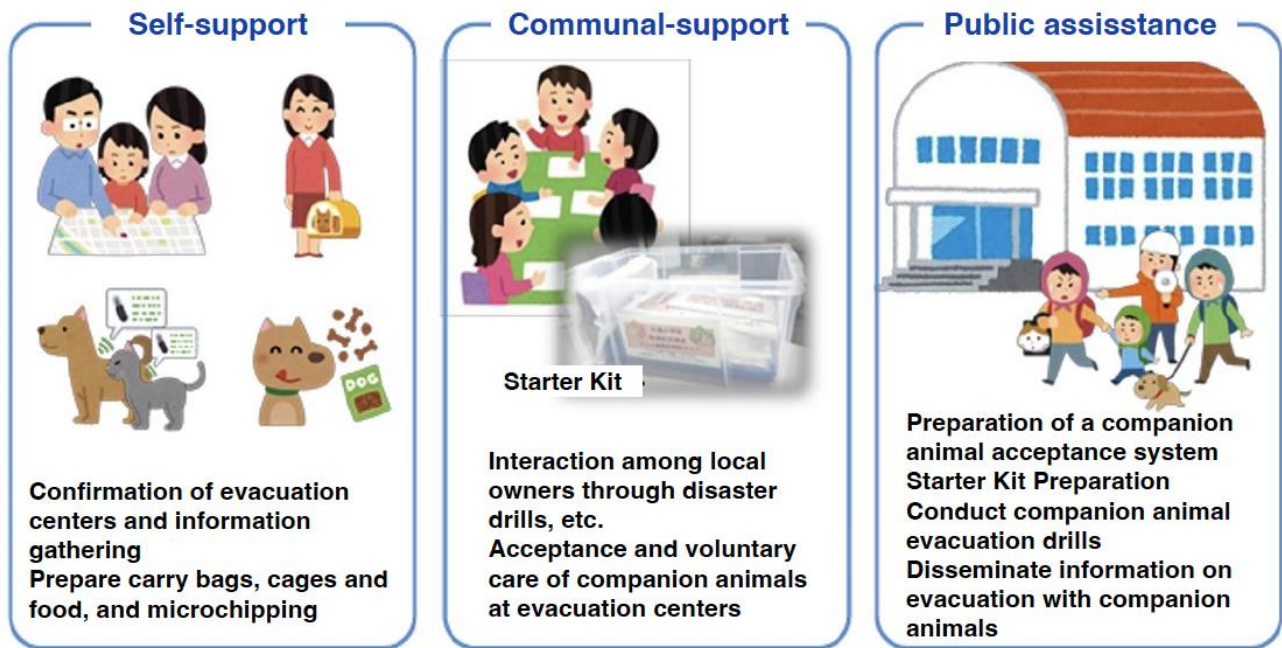 Self-support
DOG
Confirmation of evacuation
centers and information
gathering
Prepare carry bags, cages and
food, and microchipping
Communal-support
Starter Kit
Interaction among local
owners through disaster
drills, etc.
Acceptance and voluntary
care of companion animals
at evacuation centers
Public assisstance
Preparation of a companion
animal acceptance system
Starter Kit Preparation
Conduct companion animal
evacuation drills
Disseminate information on
evacuation with companion
animals